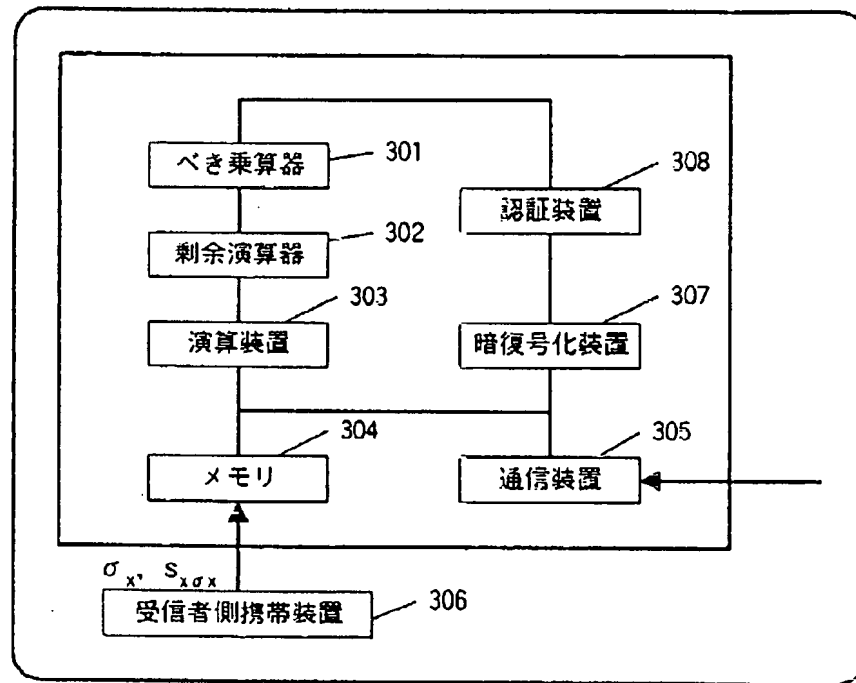 べき乗算器
301
剰余演算器
302
演算装置
303
メモリ
304
認証装置
308
暗復号化装置
307
通信装置
305
σx, Sxσx
受信者側携帯装置
306